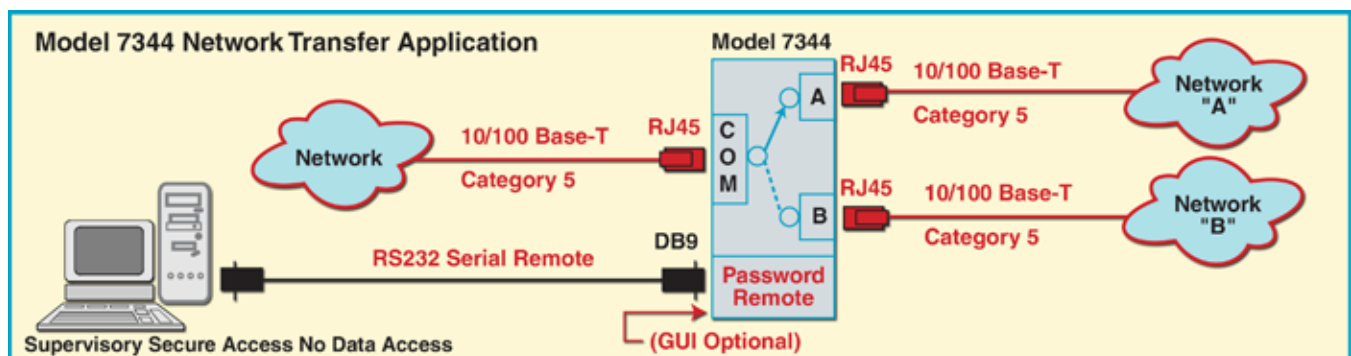 Model 7344 Network Transfer Application
Model 7344
RJ45
10/100 Base-T
Category 5
Network
"A"
A
COM
10/100 Base-T
RJ45
Network
Category 5
B
RJ45
10/100 Base-T
Category 5
Network
"B"
DB9
RS232 Serial Remote
Password
Remote
(GUI Optional)
Supervisory Secure Access No Data Access